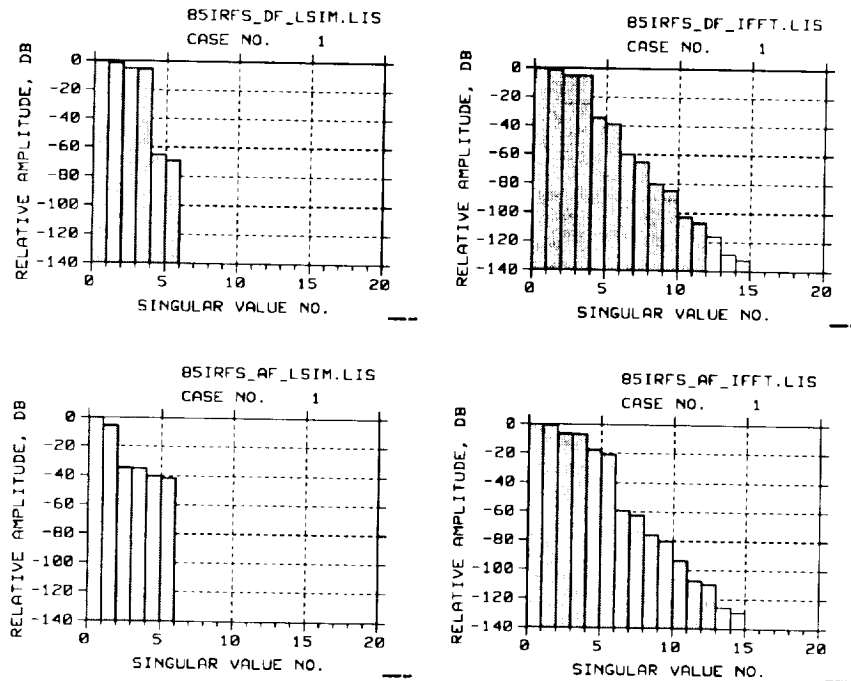 85IRFS_DF_LSIM.LIS
CASE NO. 1
RELATIVE AMPLITUDE, DB
0
-20
-40
-60
-80
-100
-120
-140
0 5 10 15 20
SINGULAR VALUE NO.
85IRFS_DF_IFFT.LIS
CASE NO. 1
RELATIVE AMPLITUDE, DB
0
-20
-40
-60
-80
-100
-120
-140
0 5 10 15 20
SINGULAR VALUE NO.
85IRFS_AF_LSIM.LIS
CASE NO. 1
RELATIVE AMPLITUDE, DB
0
-20
-40
-60
-80
-100
-120
-140
0 5 10 15 20
SINGULAR VALUE NO.
85IRFS_AF_IFFT.LIS
CASE NO. 1
RELATIVE AMPLITUDE, DB
0
-20
-40
-60
-80
-100
-120
-140
0 5 10 15 20
SINGULAR VALUE NO.